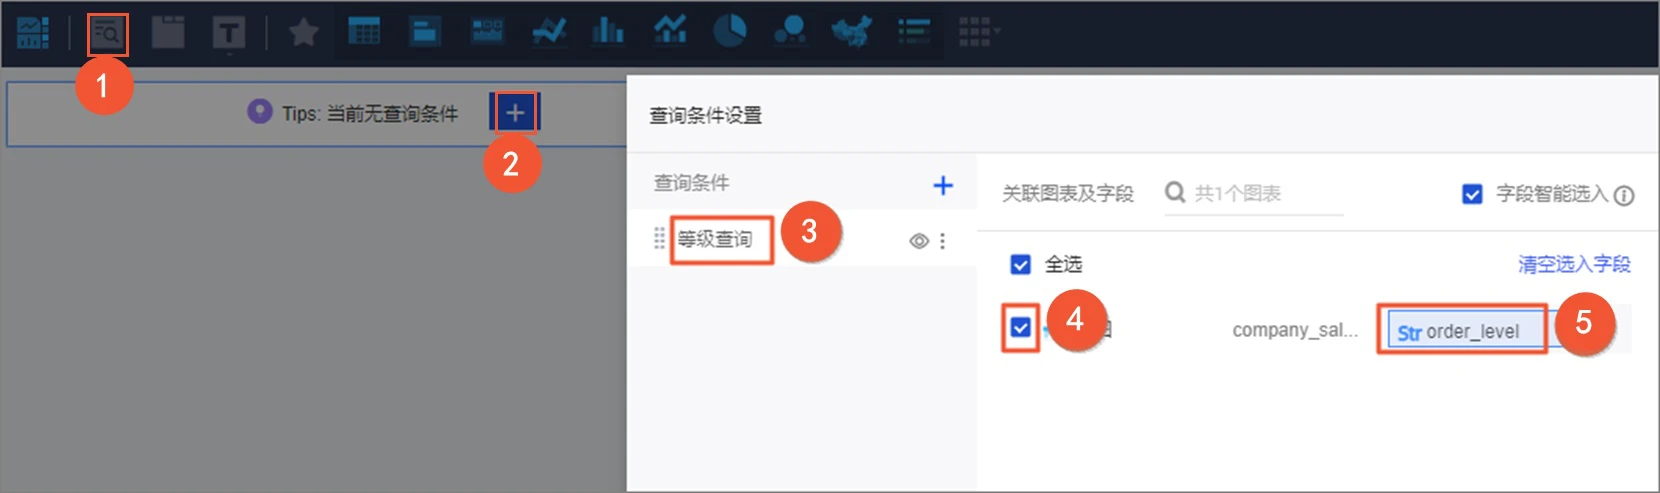 T
1
Tips: 当前无查询条件 +
2
查询条件设置
查询条件 +
等级查询
3
关联图表及字段 共1个图表 字段智能选入
全选 清空选入字段
4
company_sal... Str order_level
5